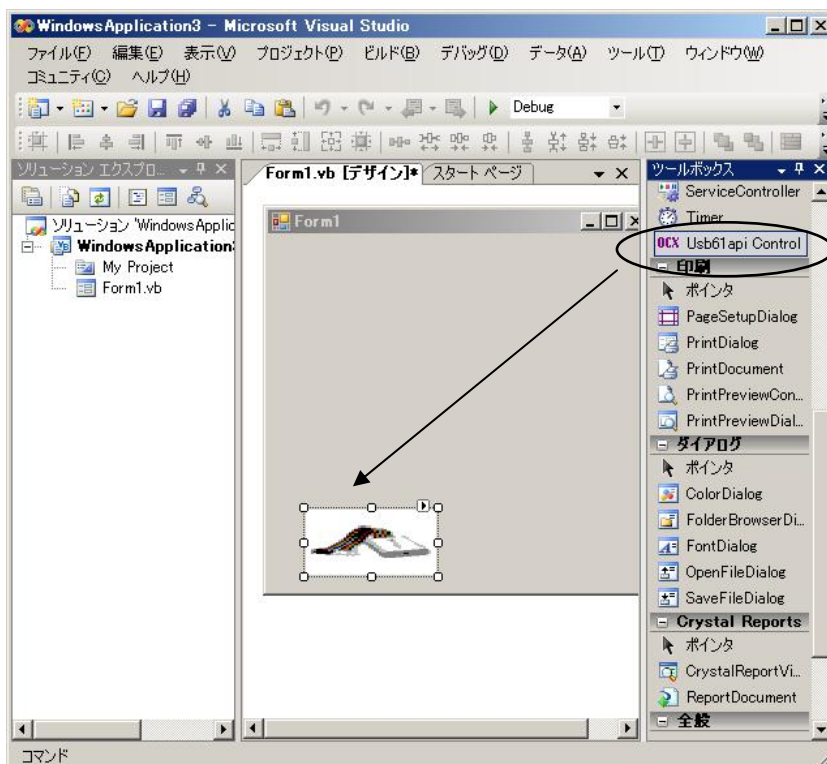 WindowsApplication3 - Microsoft Visual Studio
ファイル(F) 編集(E) 表示(V) プロジェクト(P) ビルド(B) デバッグ(D) データ(A) ツール(T) ウィンドウ(W)
コミュニティ(C) ヘルプ(H)
Debug
ソリューション エクスプロ...
ソリューション 'WindowsApplic
WindowsApplication
My Project
Form1.vb
Form1.vb [デザイン]* スタート ページ
Form1
ツールボックス
ServiceController
Timer
OCX Usb61api Control
印刷
ポインタ
PageSetupDialog
PrintDialog
PrintDocument
PrintPreviewCon...
PrintPreviewDial...
ダイアログ
ポインタ
ColorDialog
FolderBrowserDi...
FontDialog
OpenFileDialog
SaveFileDialog
Crystal Reports
ポインタ
CrystalReportVi...
ReportDocument
全般
コマンド